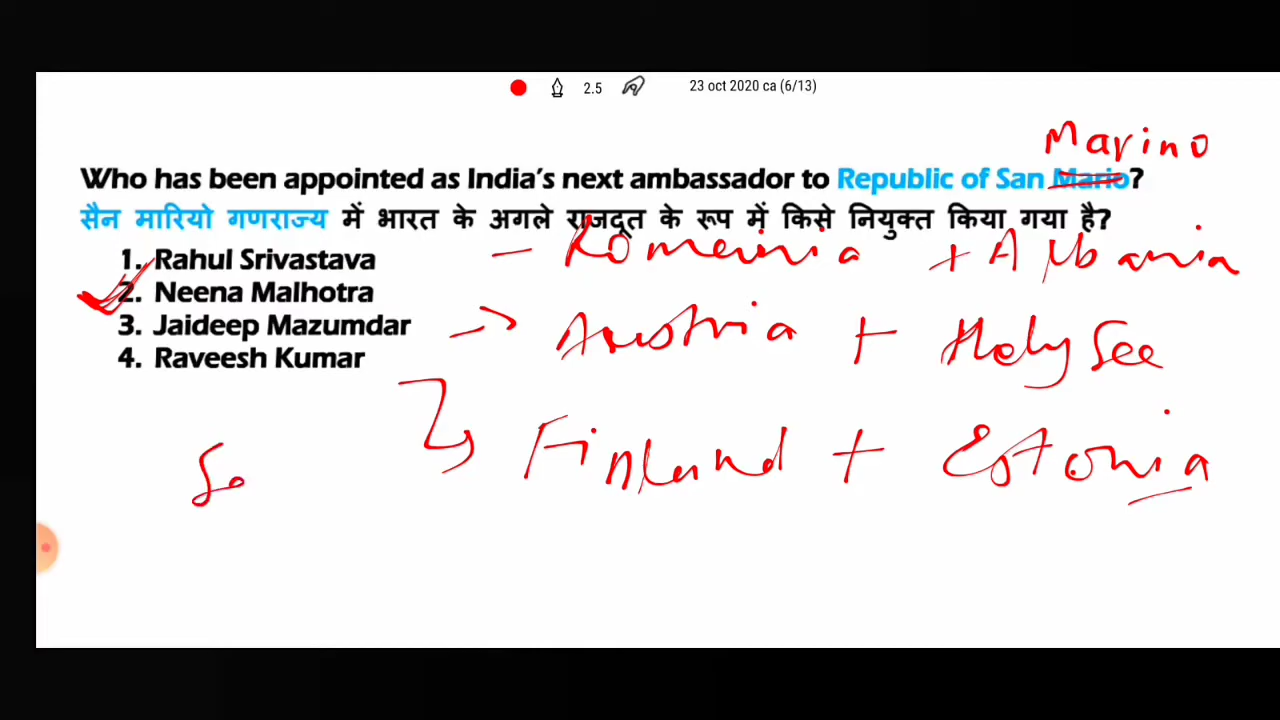 2.5 23 oct 2020 ca (6/13)
Marino
Who has been appointed as India's next ambassador to Republic of San Mario?
सैन मारियो गणराज्य में भारत के अगले राजदूत के रूप में किसे नियुक्त किया गया है?
1. Rahul Srivastava - Romainia + Albania
2. Neena Malhotra
3. Jaideep Mazumdar → Austria + Holy See
4. Raveesh Kumar
Finland + Estonia